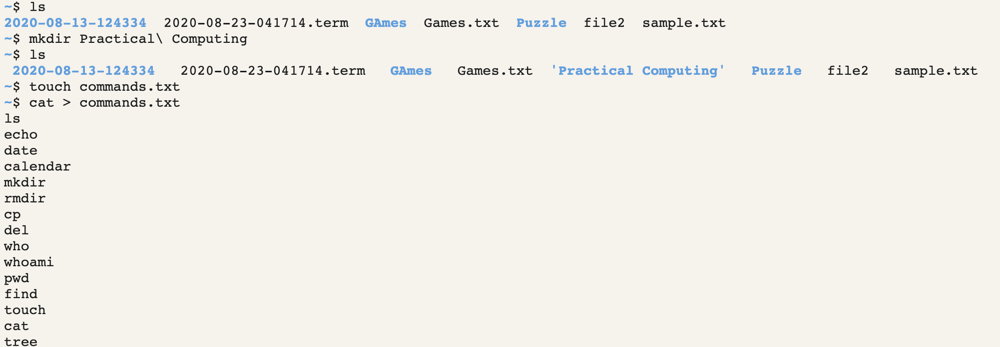 ~$ ls
2020-08-13-124334  2020-08-23-041714.term  GAmes  Games.txt  Puzzle  file2  sample.txt
~$ mkdir Practical\ Computing
~$ ls
 2020-08-13-124334   2020-08-23-041714.term   GAmes   Games.txt  'Practical Computing'   Puzzle   file2   sample.txt
~$ touch commands.txt
~$ cat > commands.txt
ls
echo
date
calendar
mkdir
rmdir
cp
del
who
whoami
pwd
find
touch
cat
tree